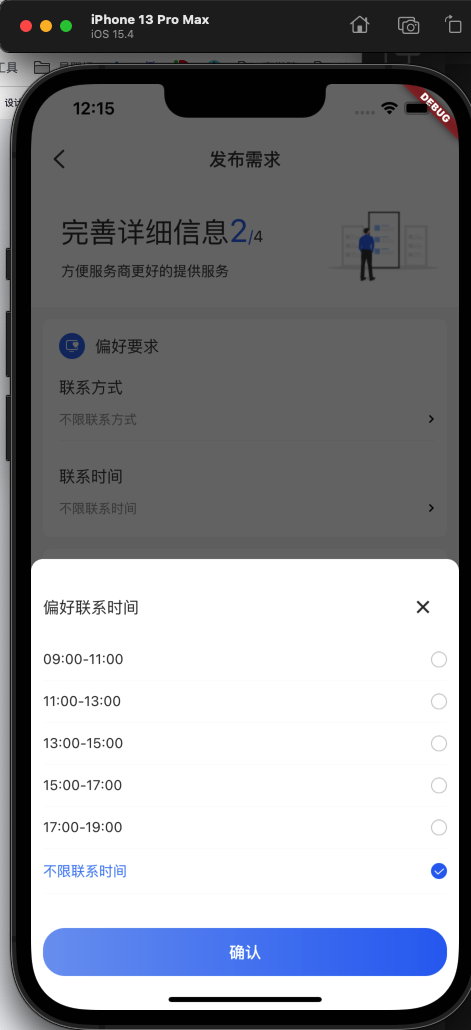 iPhone 13 Pro Max
iOS 15.4
工具
设计
12:15
DEBUG
发布需求
完善详细信息2/4
方便服务商更好的提供服务
偏好要求
联系方式
不限联系方式
联系时间
不限联系时间
偏好联系时间
09:00-11:00
11:00-13:00
13:00-15:00
15:00-17:00
17:00-19:00
不限联系时间
确认